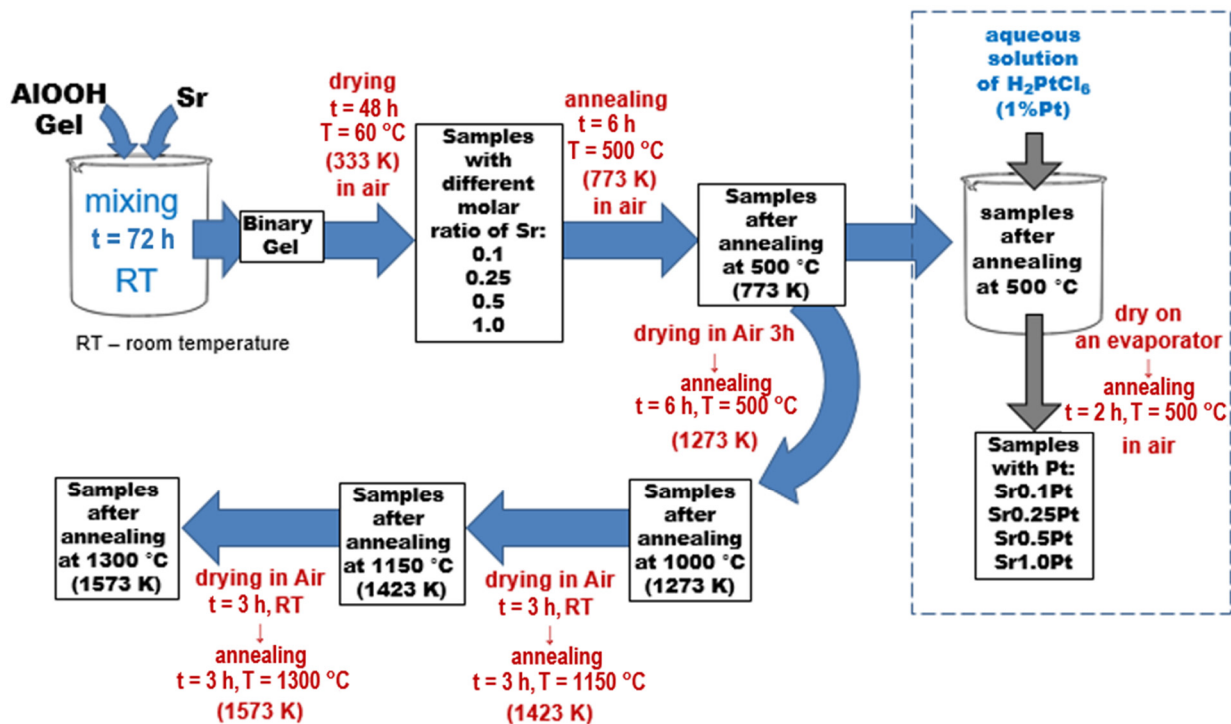 AlOOH
Gel
Sr
mixing
t = 72 h
RT
RT – room temperature
Binary
Gel
drying
t = 48 h
T = 60 °C
(333 K)
in air
Samples
with
different
molar
ratio of Sr:
0.1
0.25
0.5
1.0
annealing
t = 6 h
T = 500 °C
(773 K)
in air
Samples
after
annealing
at 500 °C
(773 K)
aqueous
solution
of H₂PtCl₆
(1%Pt)
samples
after
annealing
at 500 °C
dry on
an evaporator
↓
annealing
t = 2 h, T = 500 °C
in air
Samples
with Pt:
Sr0.1Pt
Sr0.25Pt
Sr0.5Pt
Sr1.0Pt
drying in Air 3h
↓
annealing
t = 6 h, T = 500 °C
(1273 K)
Samples
after
annealing
at 1000 °C
(1273 K)
drying in Air
t = 3 h, RT
↓
annealing
t = 3 h, T = 1150 °C
(1423 K)
Samples
after
annealing
at 1150 °C
(1423 K)
drying in Air
t = 3 h, RT
↓
annealing
t = 3 h, T = 1300 °C
(1573 K)
Samples
after
annealing
at 1300 °C
(1573 K)